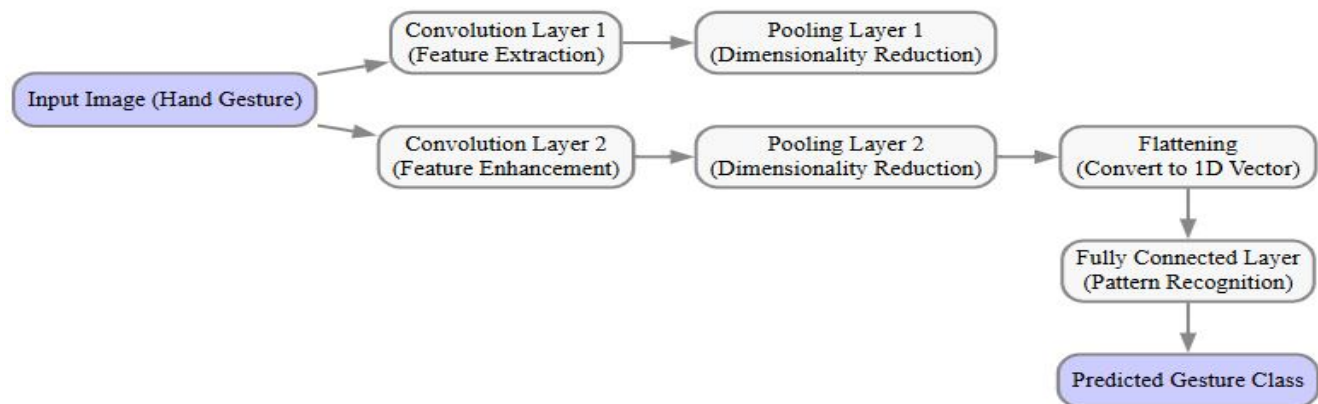 Convolution Layer 1
(Feature Extraction)
Pooling Layer 1
(Dimensionality Reduction)
Input Image (Hand Gesture)
Convolution Layer 2
(Feature Enhancement)
Pooling Layer 2
(Dimensionality Reduction)
Flattening
(Convert to 1D Vector)
Fully Connected Layer
(Pattern Recognition)
Predicted Gesture Class